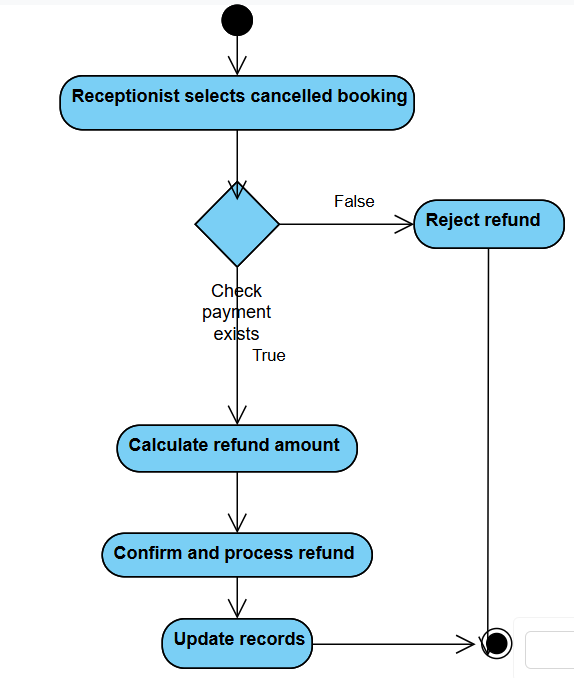 Receptionist selects cancelled booking
False
Reject refund
Check
payment
exists
True
Calculate refund amount
Confirm and process refund
Update records